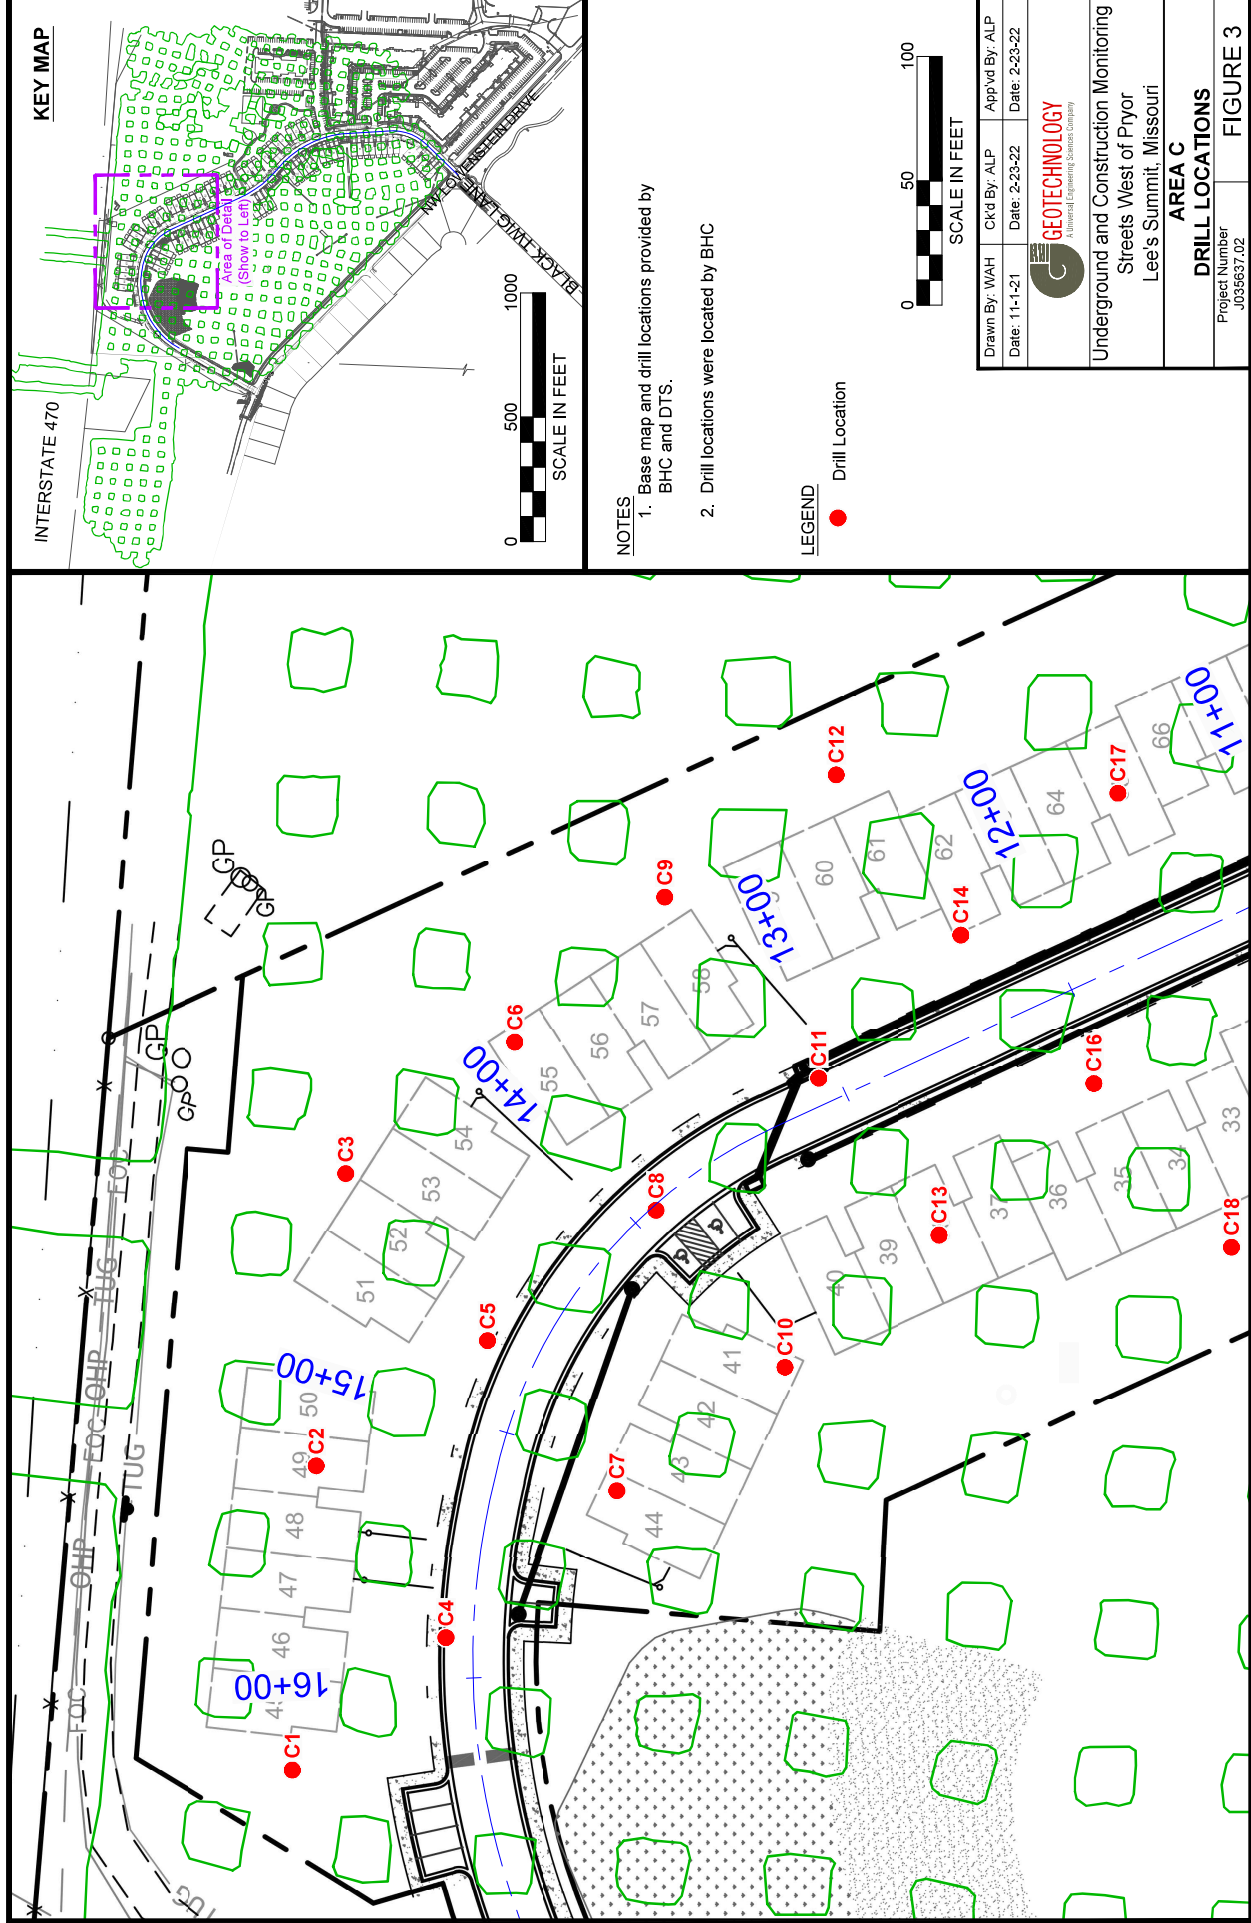 KEY MAP
INTERSTATE 470
Area of Detail
(Show to Left)
BLACK TWIG LANE
0 500 1000
SCALE IN FEET
NOTES
1. Base map and drill locations provided by
BHC and DTS.
2. Drill locations were located by BHC
LEGEND
Drill Location
0 50 100
SCALE IN FEET
Drawn By: WAH Ck'd By: ALP App'vd By: ALP
Date: 11-1-21 Date: 2-23-22 Date: 2-23-22
GEOTECHNOLOGY
A Universal Engineering Sciences Company
Underground and Construction Monitoring
Streets West of Pryor
Lee's Summit, Missouri
AREA C
DRILL LOCATIONS
Project Number
J035637.02
FIGURE 3
FOC
OHP
TUG
FOC
OHP
TUG
FOC
TUG
GP
GP
GP
GP
C1
C2
C3
C4
C5
C6
C7
C8
C9
C10
C11
C12
C13
C14
C16
C17
C18
16+00
15+00
14+00
13+00
12+00
11+00
46
47
48
49
50
51
52
53
54
55
56
57
58
60
61
62
64
66
44
43
42
41
40
39
37
36
35
34
33